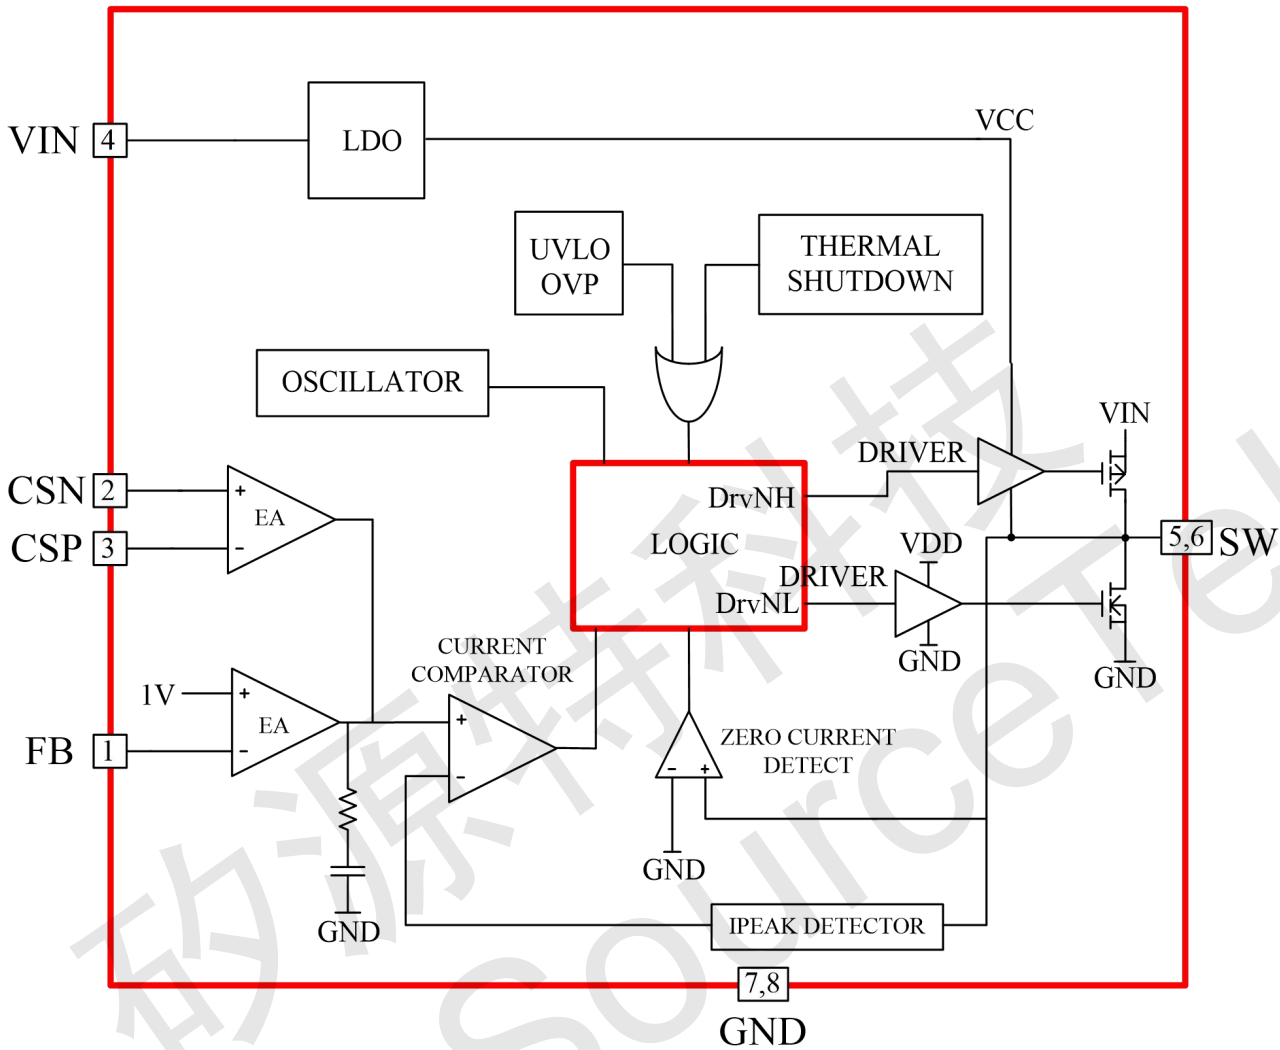 VCC
VIN 4
LDO
UVLO
OVP
THERMAL
SHUTDOWN
OSCILLATOR
VIN
DRIVER
CSN 2
+
EA
-
CSP 3
DrvNH
LOGIC
VDD
5,6 SW
DRIVER
DrvNL
GND
GND
CURRENT
COMPARATOR
1V
+
EA
-
FB 1
+
-
ZERO CURRENT
DETECT
-
+
GND
GND
IPEAK DETECTOR
7,8
GND
矽源特科技
Source Te